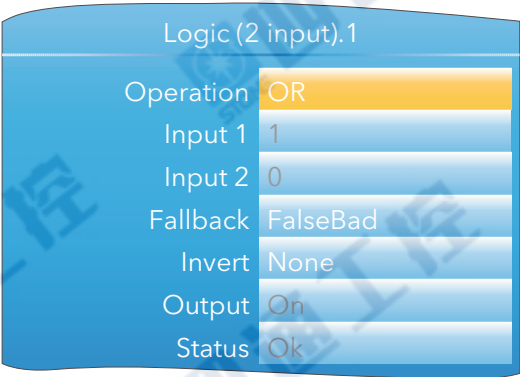 Logic (2 input).1
Operation OR
Input 1 1
Input 2 0
Fallback FalseBad
Invert None
Output On
Status Ok